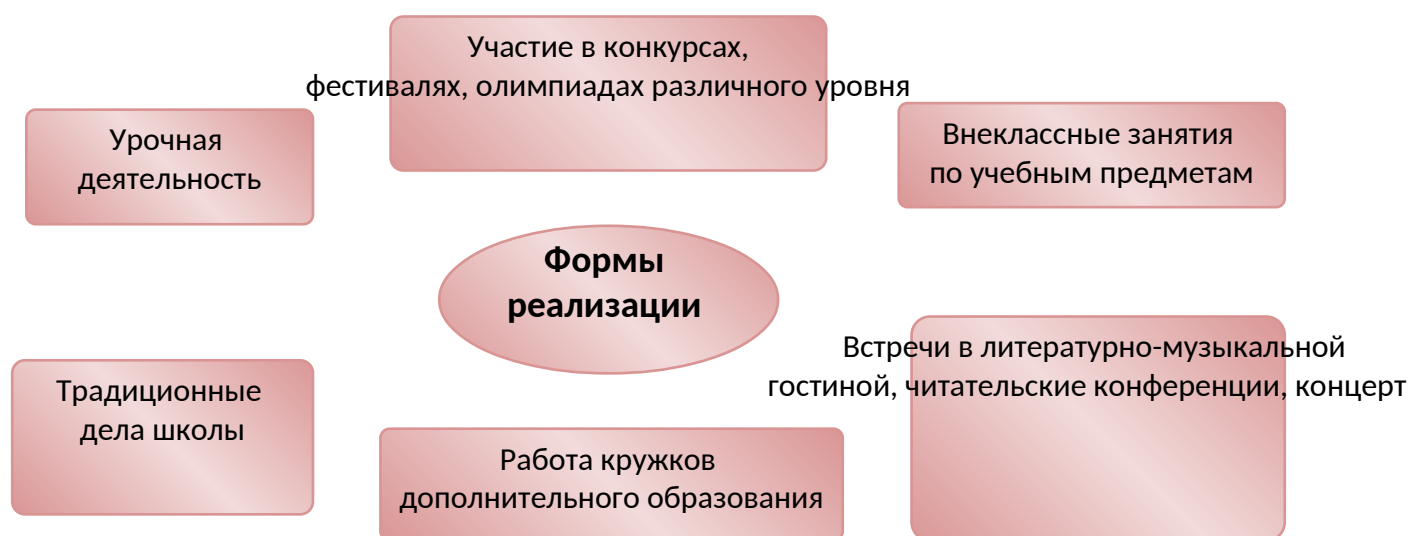 Участие в конкурсах,
фестивалях, олимпиадах различного уровня
Урочная
деятельность
Внеклассные занятия
по учебным предметам
Формы
реализации
Встречи в литературно-музыкальной
гостиной, читательские конференции, концерт
Традиционные
дела школы
Работа кружков
дополнительного образования